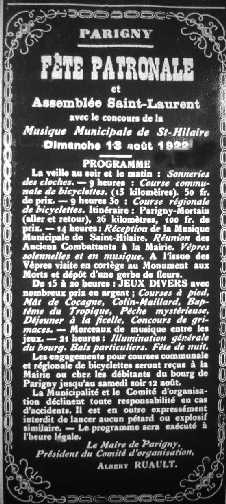 PARIGNY
FÊTE PATRONALE
et
Assemblée Saint-Laurent
avec le concours de la
Musique Municipale de St-Hilaire
Dimanche 13 août 1922
PROGRAMME
La veille au soir et le matin : Sonneries
des cloches. — 9 heures : Course commu-
nale de bicyclettes. (15 kilomètres). 50 fr.
de prix. — 9 heures 30 : Course régionale
de bicyclettes. Itinéraire : Parigny-Mortain
(aller et retour), 26 kilomètres, 100 fr. de
prix. — 14 heures : Réception de la Musique
Municipale de Saint-Hilaire. Réunion des
Anciens Combattants à la Mairie. Vêpres
solennelles et en musique. A l'issue des
Vêpres visite en cortège au Monument aux
Morts et dépôt d'une gerbe de fleurs.
Du 15 à 20 heures : JEUX DIVERS avec
nombreux prix en argent ; Courses à pied,
Mât de Cocagne, Colin-Maillard, Bap-
tême du Tropique, Pêche mystérieuse,
Déjeuner à la ficelle, Concours de gri-
maces. — Morceaux de musique entre les
jeux. — 21 heures : Illumination générale
du bourg. Bals particuliers. Fête de nuit.
Les engagements pour courses communale
et régionale de bicyclettes seront reçus à la
Mairie ou chez les débitants du bourg de
Parigny jusqu'au samedi soir 12 août.
La Municipalité et le Comité d'organisa-
tion déclinent toute responsabilité en cas
d'accidents. Il est en outre expressément
interdit de lancer aucun pétard ou explosif
similaire. — Le programme sera exécuté à
l'heure légale.
Le Maire de Parigny,
Président du Comité d'organisation,
ALBERT RUAULT.